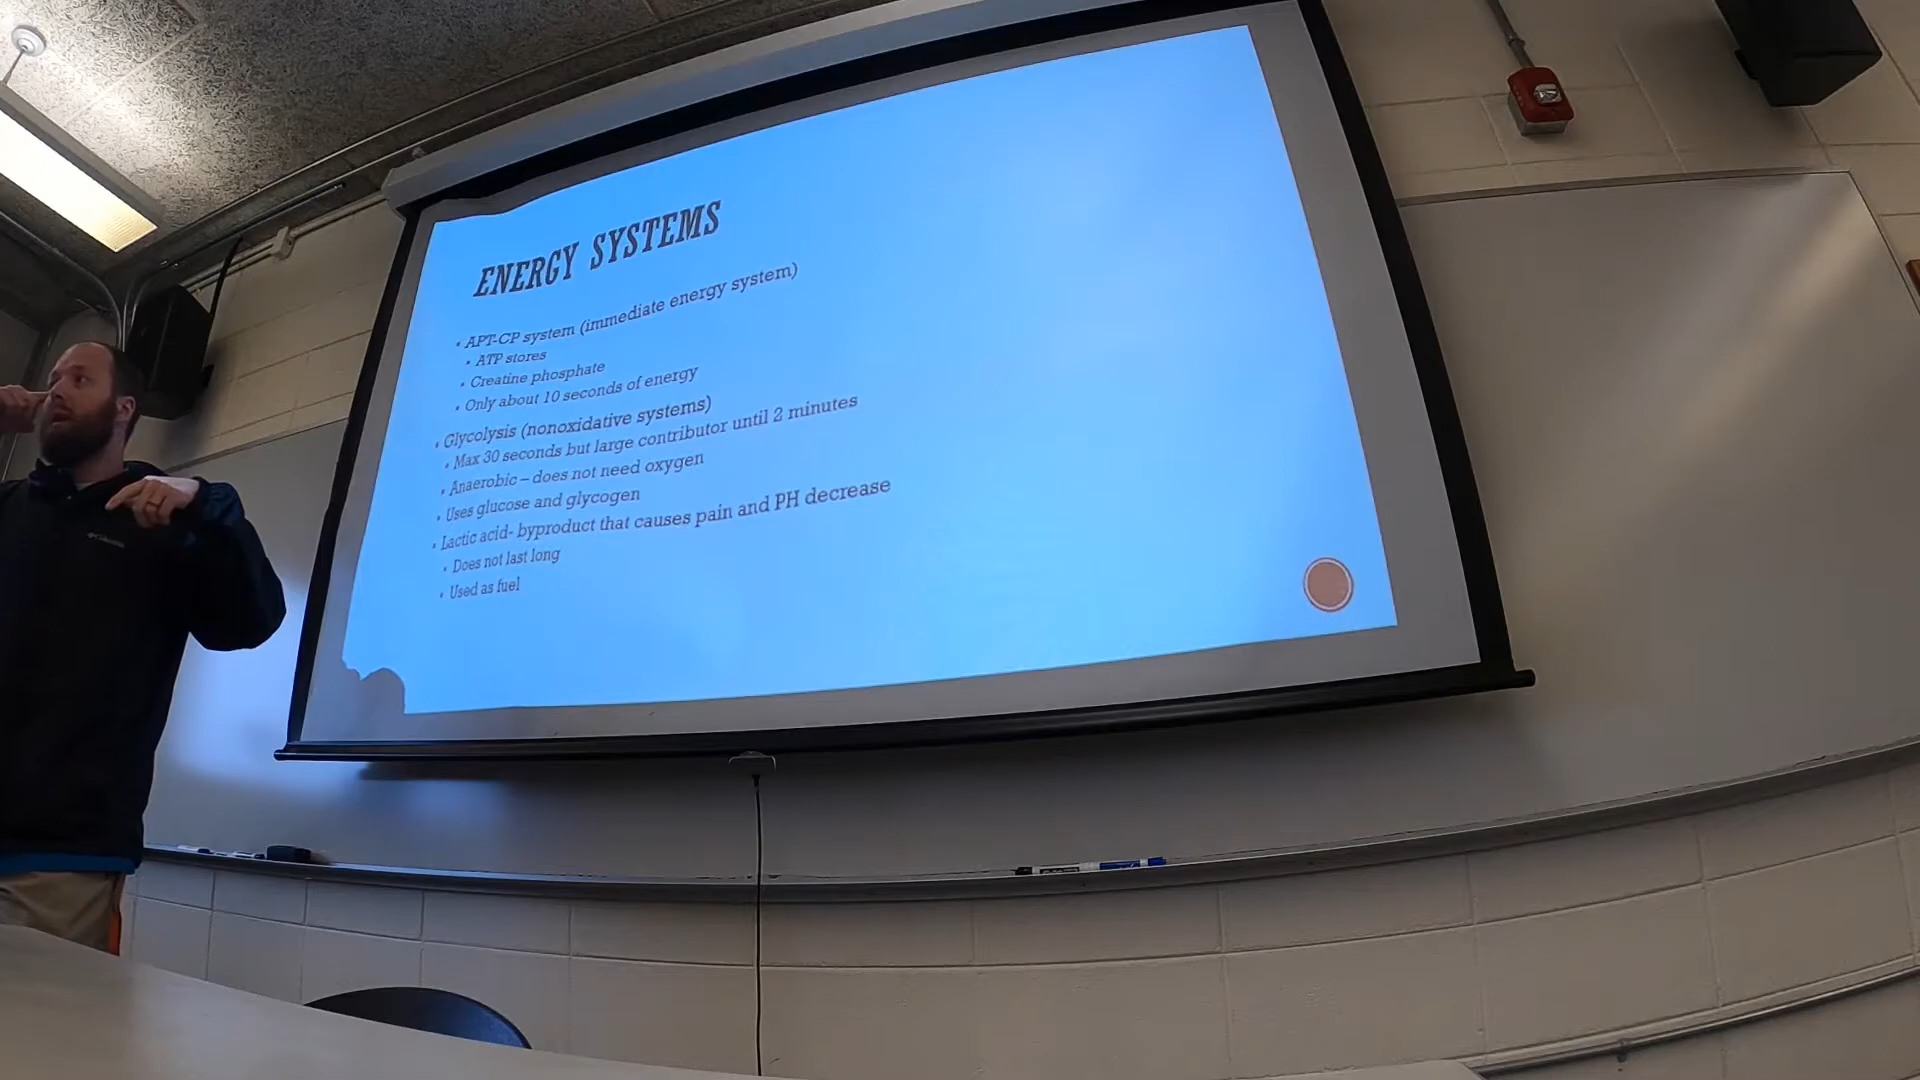 ENERGY SYSTEMS
APT-CP system (immediate energy system)
ATP stores
Creatine phosphate
Only about 10 seconds of energy
Glycolysis (nonoxidative systems)
Max 30 seconds but large contributor until 2 minutes
Anaerobic – does not need oxygen
Uses glucose and glycogen
Lactic acid- byproduct that causes pain and PH decrease
Does not last long
Used as fuel
Columbia